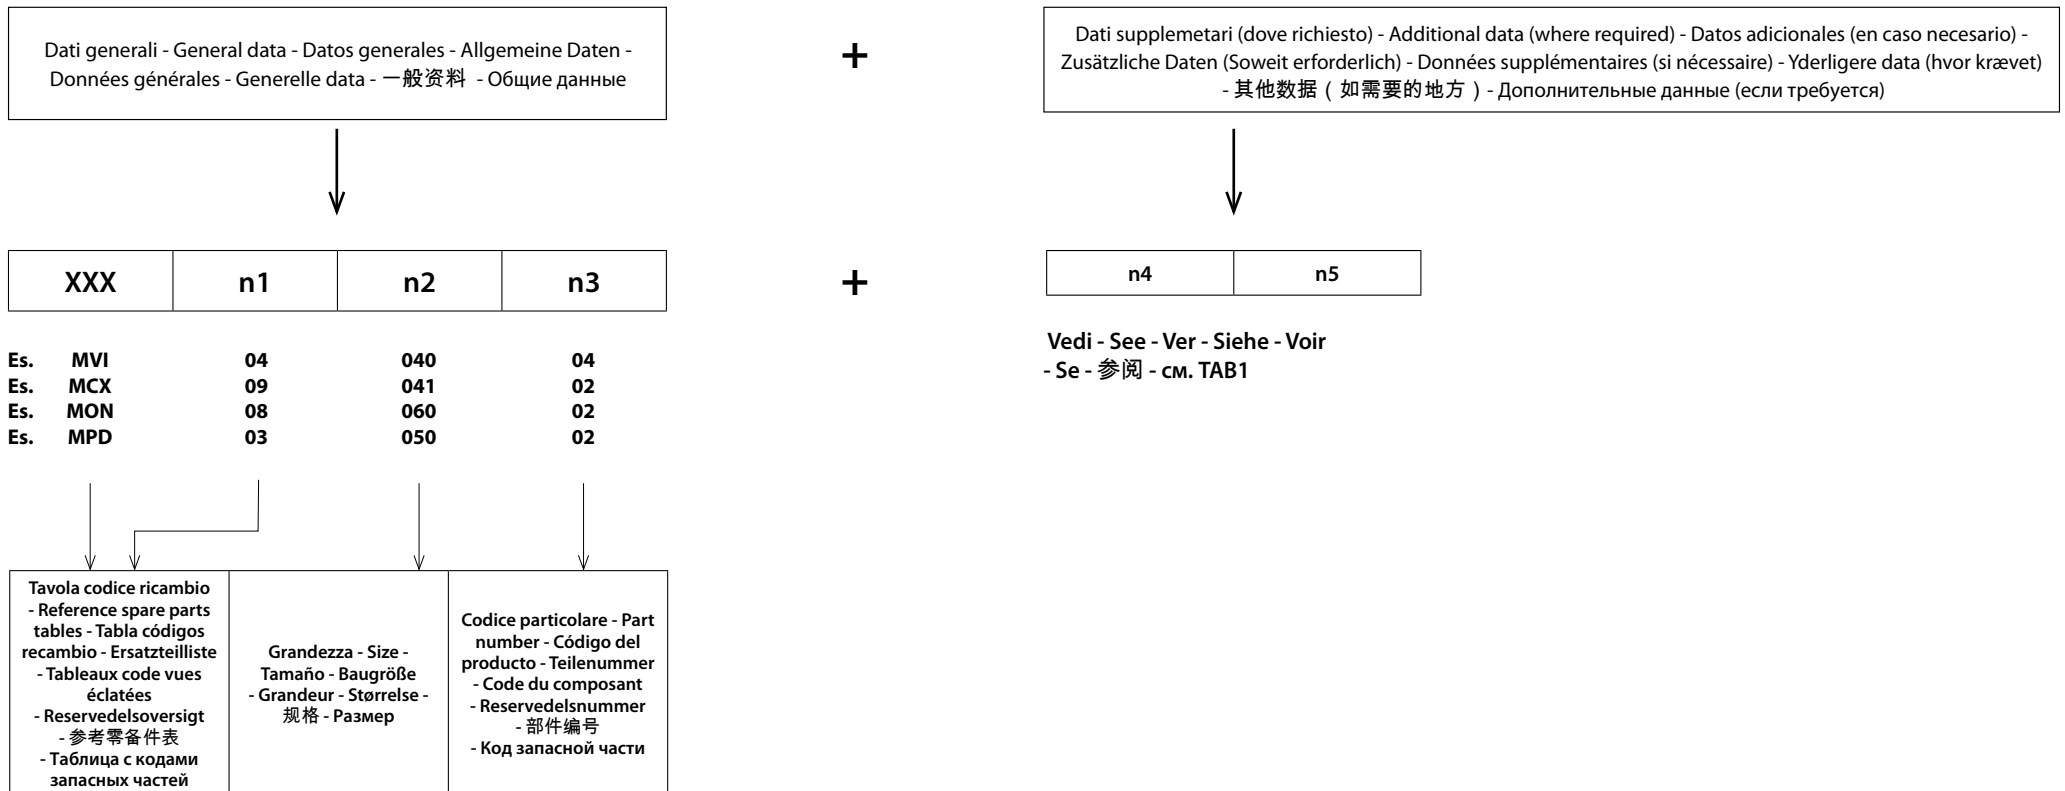 Dati generali - General data - Datos generales - Allgemeine Daten -
Données générales - Generelle data - 一般资料 - Общие данные
+
Dati supplemetari (dove richiesto) - Additional data (where required) - Datos adicionales (en caso necesario) -
Zusätzliche Daten (Soweit erforderlich) - Données supplémentaires (si nécessaire) - Yderligere data (hvor krævet)
- 其他数据 ( 如需要的地方 ) - Дополнительные данные (если требуется)
XXX n1 n2 n3
+
n4 n5
Es. MVI 04 040 04
Es. MCX 09 041 02
Es. MON 08 060 02
Es. MPD 03 050 02
Vedi - See - Ver - Siehe - Voir
- Se - 参阅 - см. TAB1
Tavola codice ricambio
- Reference spare parts
tables - Tabla códigos
recambio - Ersatzteilliste
- Tableaux code vues
éclatées
- Reservedelsoversigt
- 参考零备件表
- Таблица с кодами
запасных частей
Grandezza - Size -
Tamaño - Baugröße
- Grandeur - Størrelse -
规格 - Размер
Codice particolare - Part
number - Código del
producto - Teilenummer
- Code du composant
- Reservedelsnummer
- 部件编号
- Код запасной части